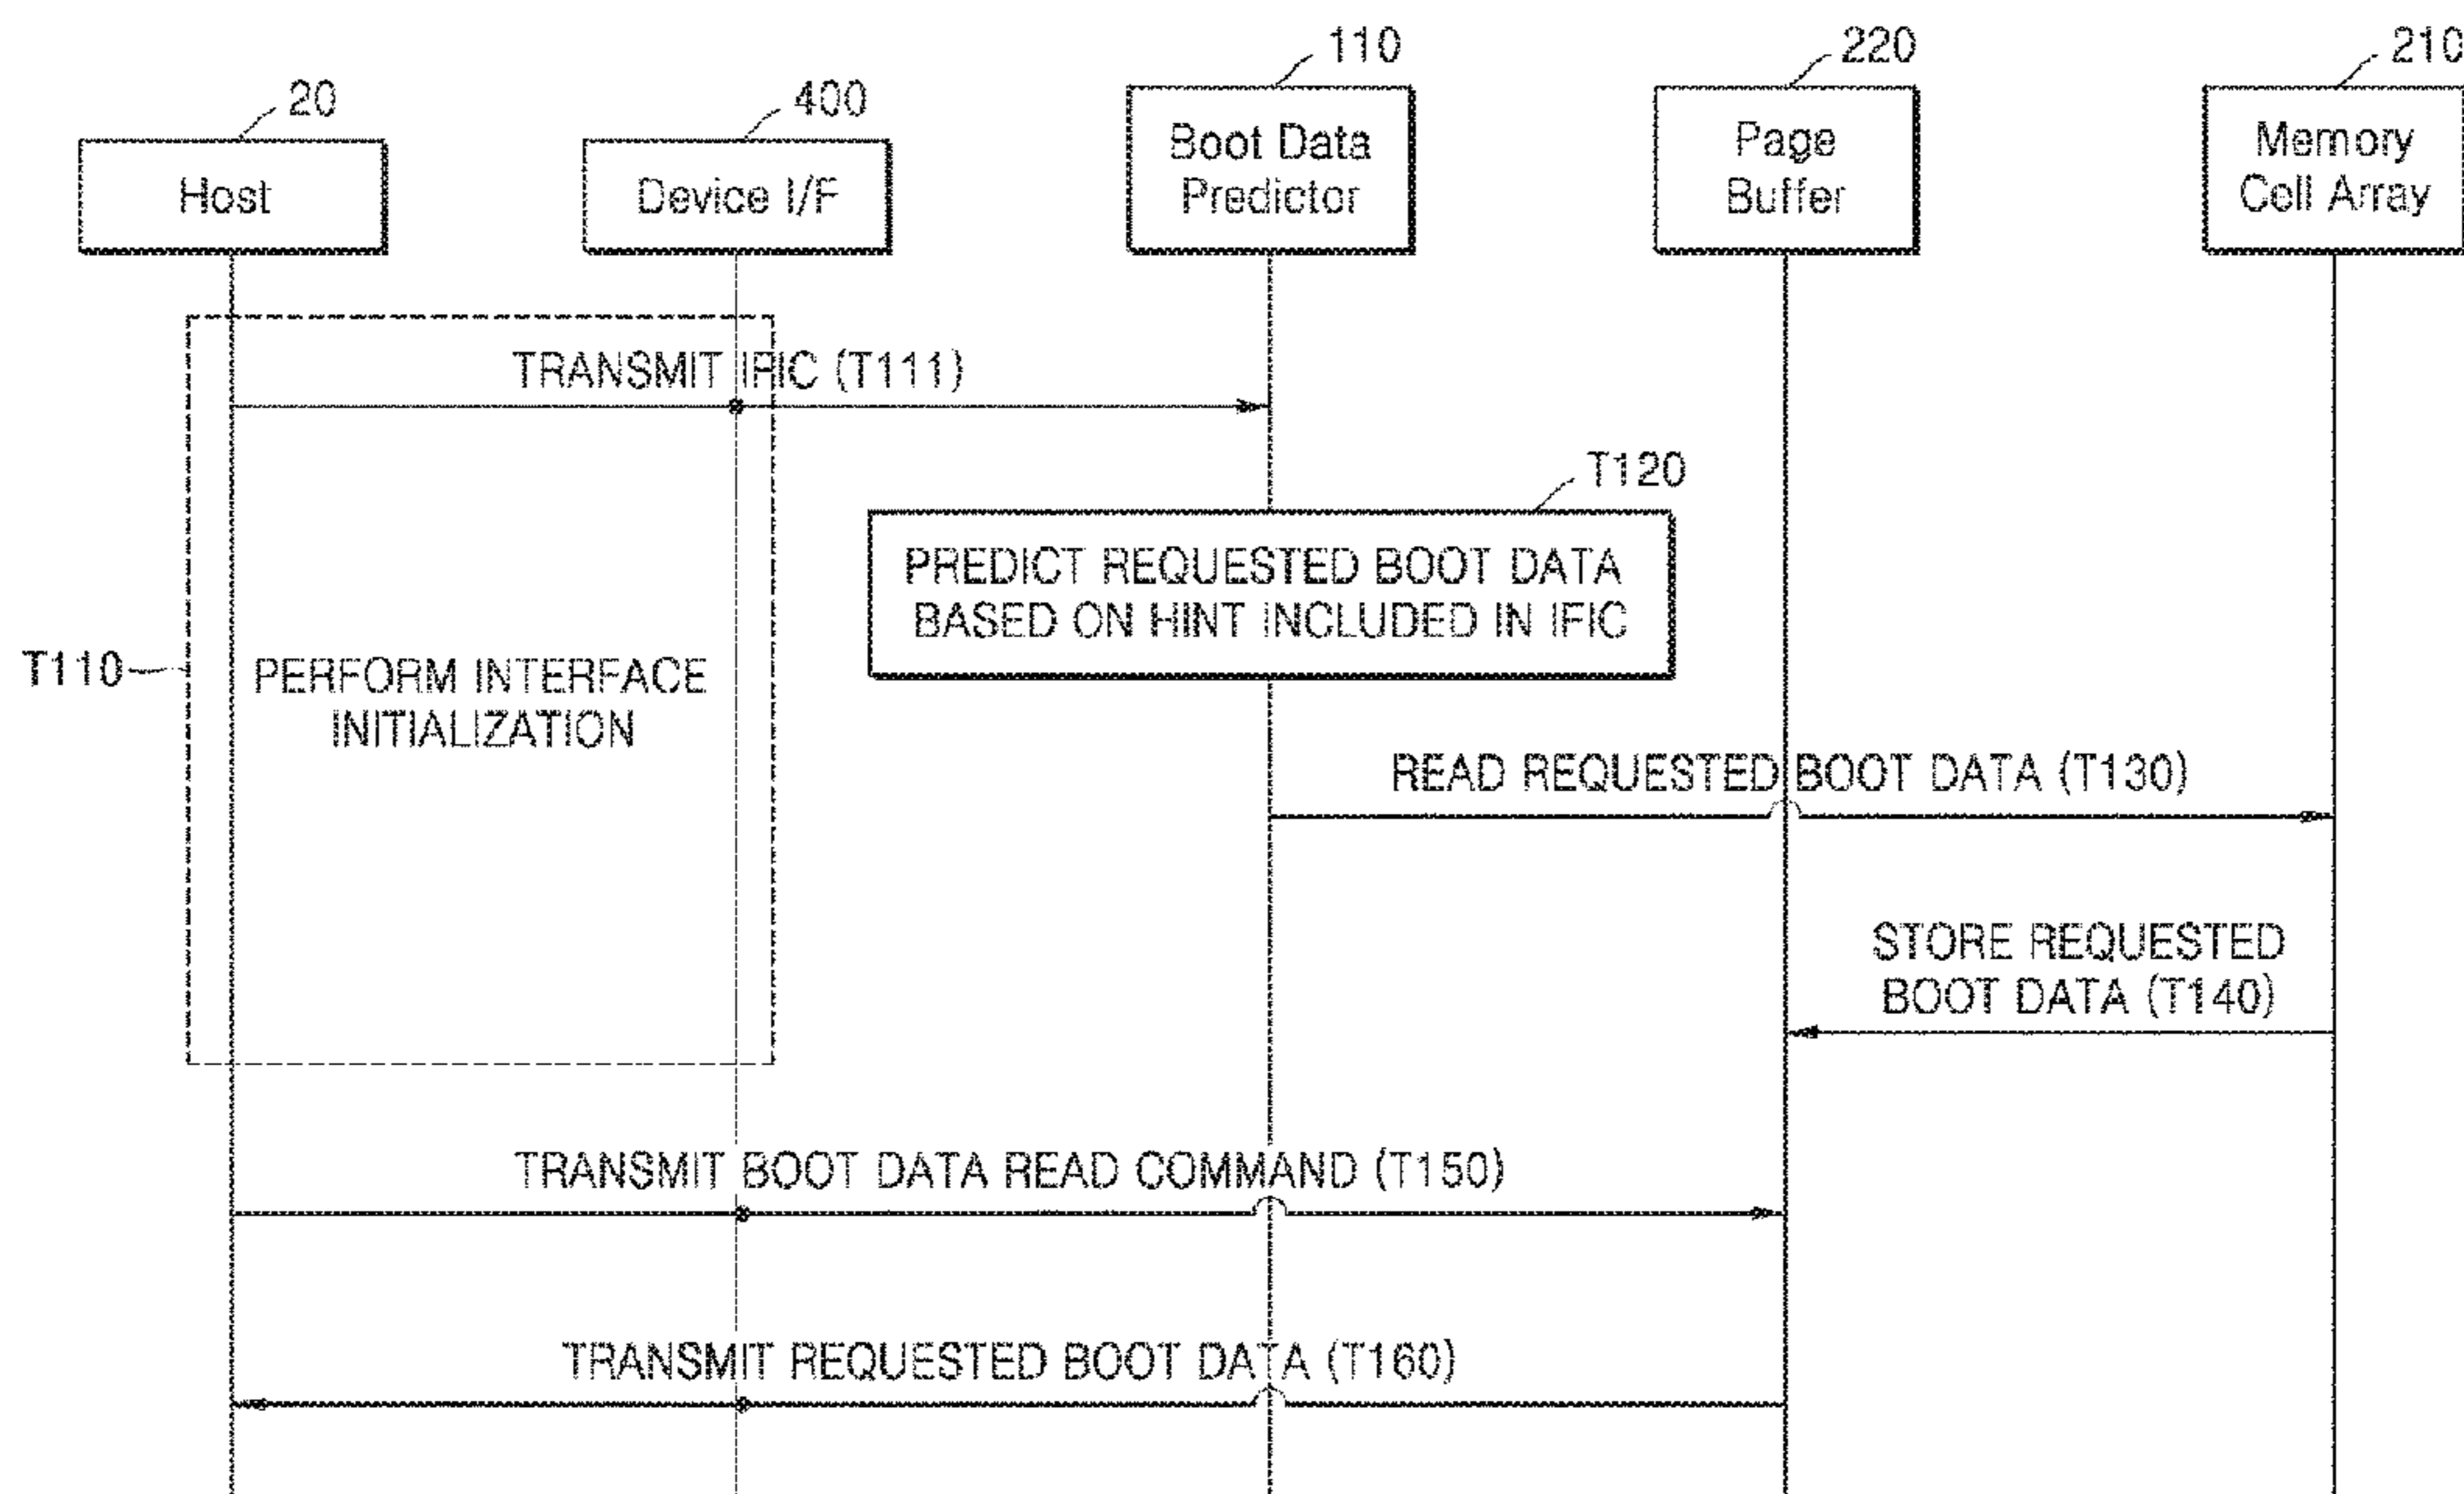 110
220
210
20
400
Host
Device I/F
Boot Data
Predictor
Page
Buffer
Memory
Cell Array
TRANSMIT IFIC (T111)
T120
PREDICT REQUESTED BOOT DATA
BASED ON HINT INCLUDED IN IFIC
T110
PERFORM INTERFACE
INITIALIZATION
READ REQUESTED BOOT DATA (T130)
STORE REQUESTED
BOOT DATA (T140)
TRANSMIT BOOT DATA READ COMMAND (T150)
TRANSMIT REQUESTED BOOT DATA (T160)